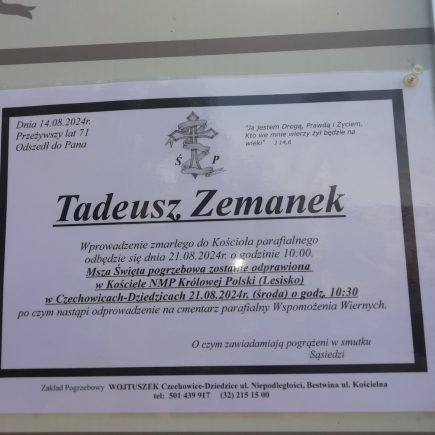 Dnia 14.08.2024r.
Przeżywszy lat 71
Odszedł do Pana
"Ja jestem Drogą, Prawdą i Życiem.
Kto we mnie wierzy żył będzie na
wieki" J 14,6
Ś P
Tadeusz Zemanek
Wprowadzenie zmarłego do Kościoła parafialnego
odbędzie się dnia 21.08.2024r. o godzinie 10:00.
Msza Święta pogrzebowa zostanie odprawiona
w Kościele NMP Królowej Polski (Lesisko)
w Czechowicach-Dziedzicach 21.08.2024r. (środa) o godz. 10:30
po czym nastąpi odprowadzenie na cmentarz parafialny Wspomożenia Wiernych.
O czym zawiadamiają pogrążeni w smutku
Sąsiedzi
Zakład Pogrzebowy WOJTUSZEK Czechowice-Dziedzice ul. Niepodległości, Bestwina ul. Kościelna
tel: 501 439 917 (32) 215 15 00